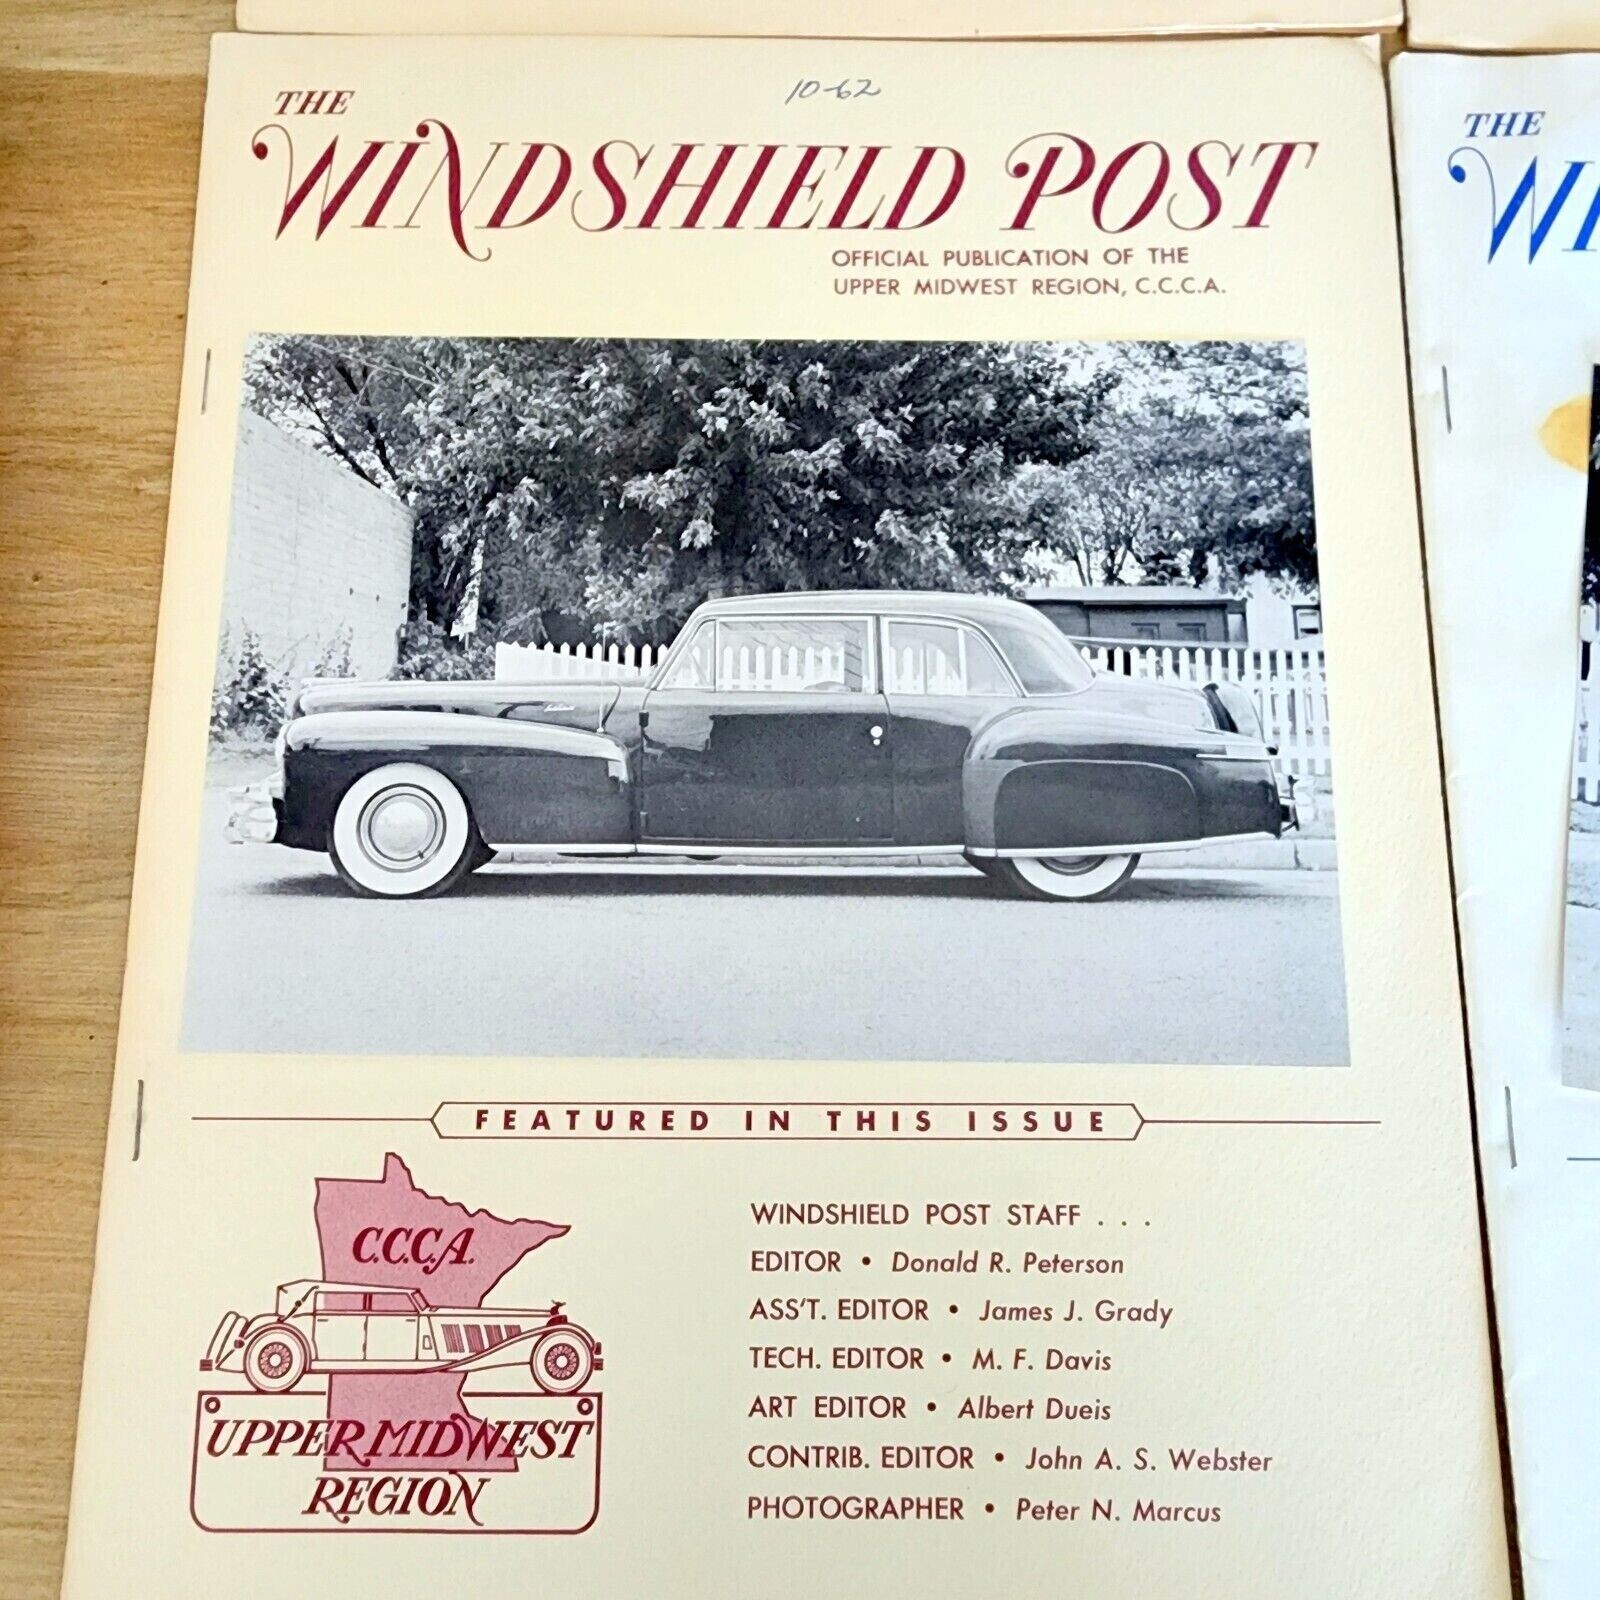 10-62
THE
WINDSHIELD POST
OFFICIAL PUBLICATION OF THE
UPPER MIDWEST REGION, C.C.C.A.
FEATURED IN THIS ISSUE
C.C.C.A.
UPPER MIDWEST
REGION
WINDSHIELD POST STAFF . . .
EDITOR • Donald R. Peterson
ASS'T. EDITOR • James J. Grady
TECH. EDITOR • M. F. Davis
ART EDITOR • Albert Dueis
CONTRIB. EDITOR • John A. S. Webster
PHOTOGRAPHER • Peter N. Marcus
THE
WI